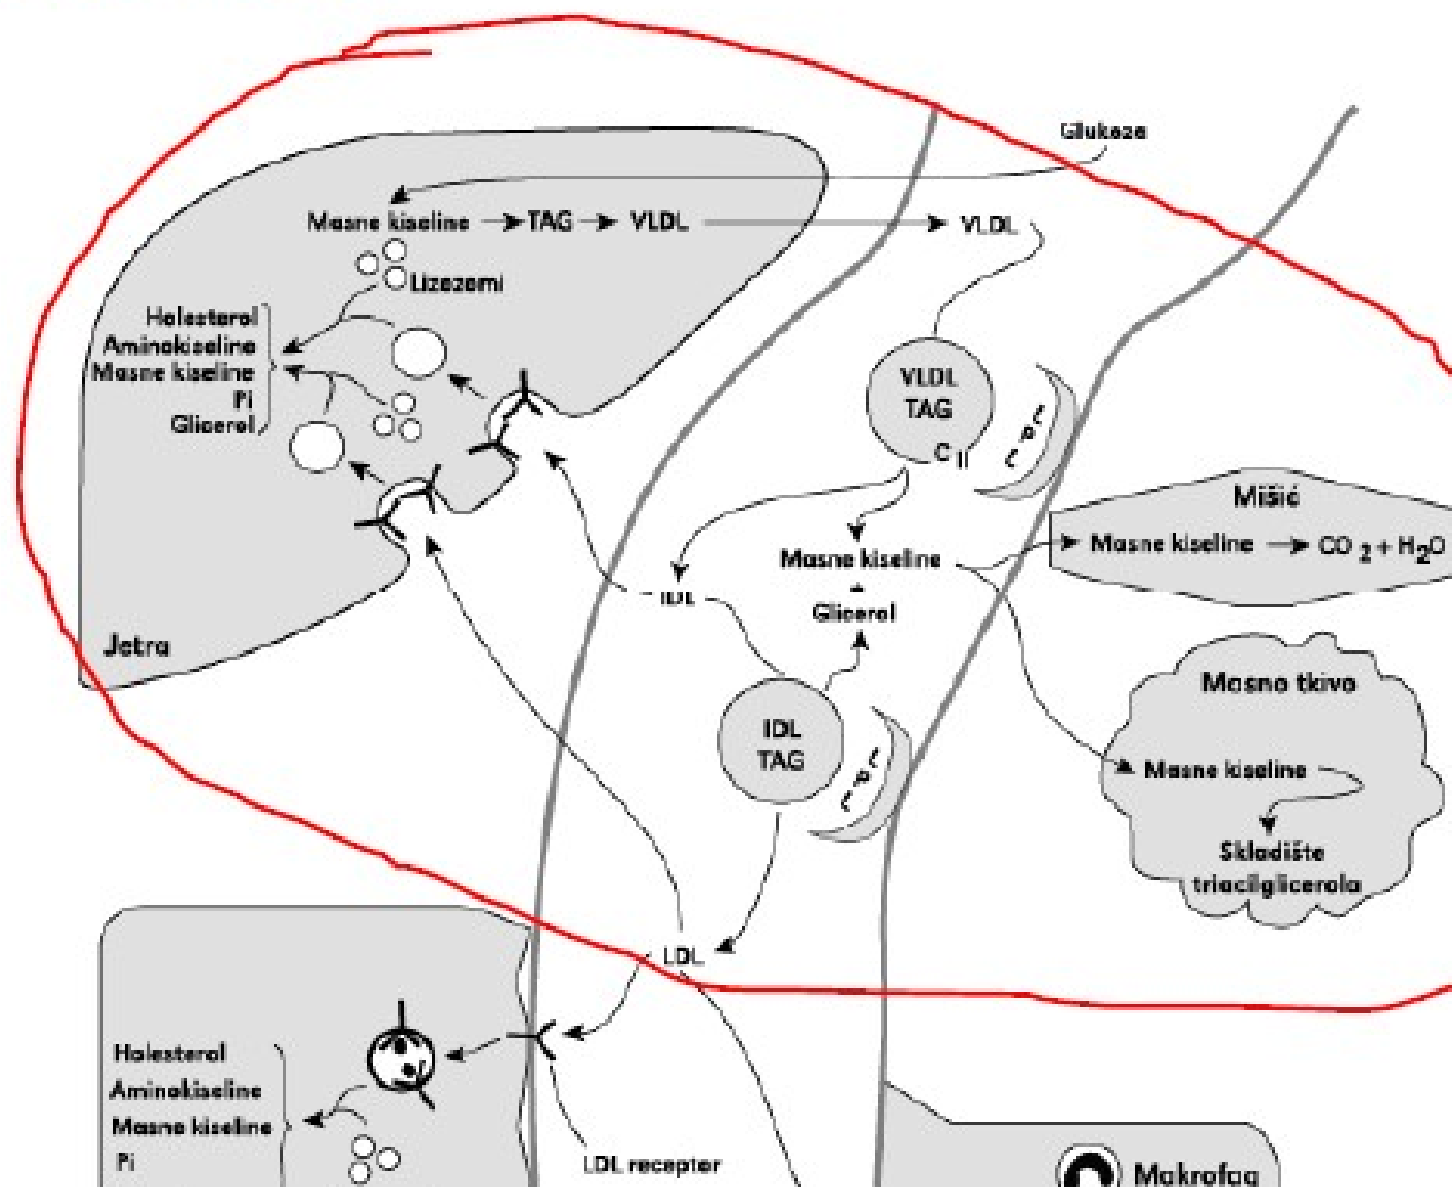 Glukoza
Masne kiseline → TAG → VLDL → VLDL
Lizozomi
Holesterol
Aminokiseline
Masne kiseline
Pi
Glicerol
VLDL
TAG
C II
LPL
Mišić
Masne kiseline → CO2 + H2O
Masne kiseline
+
Glicerol
IDL
Jetra
Masno tkivo
IDL
TAG
LPL
Masne kiseline
Skladište
triacilglicerola
LDL
Holesterol
Aminokiseline
Masne kiseline
Pi
LDL receptor
Makrofag